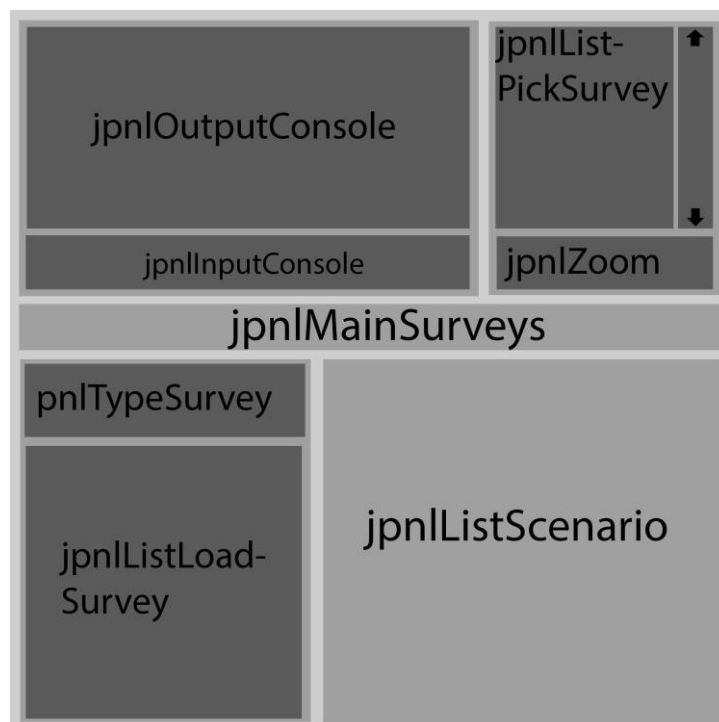 jpnlOutputConsole
jpnlInputConsole
jpnlList-
PickSurvey
jpnlZoom
jpnlMainSurveys
pnlTypeSurvey
jpnlListLoad-
Survey
jpnlListScenario